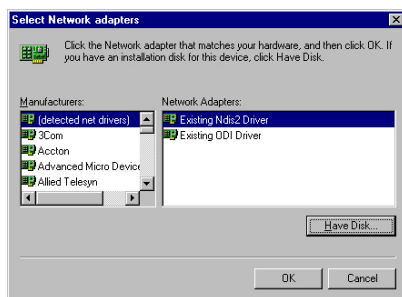 Select Network adapters
Click the Network adapter that matches your hardware, and then click OK. If
you have an installation disk for this device, click Have Disk.
Manufacturers:
(detected net drivers)
3Com
Accton
Advanced Micro Device
Allied Telesyn
Network Adapters:
Existing Ndis2 Driver
Existing ODI Driver
Have Disk...
OK
Cancel